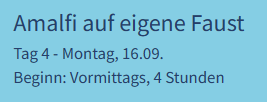 Amalfi auf eigene Faust
Tag 4 - Montag, 16.09.
Beginn: Vormittags, 4 Stunden